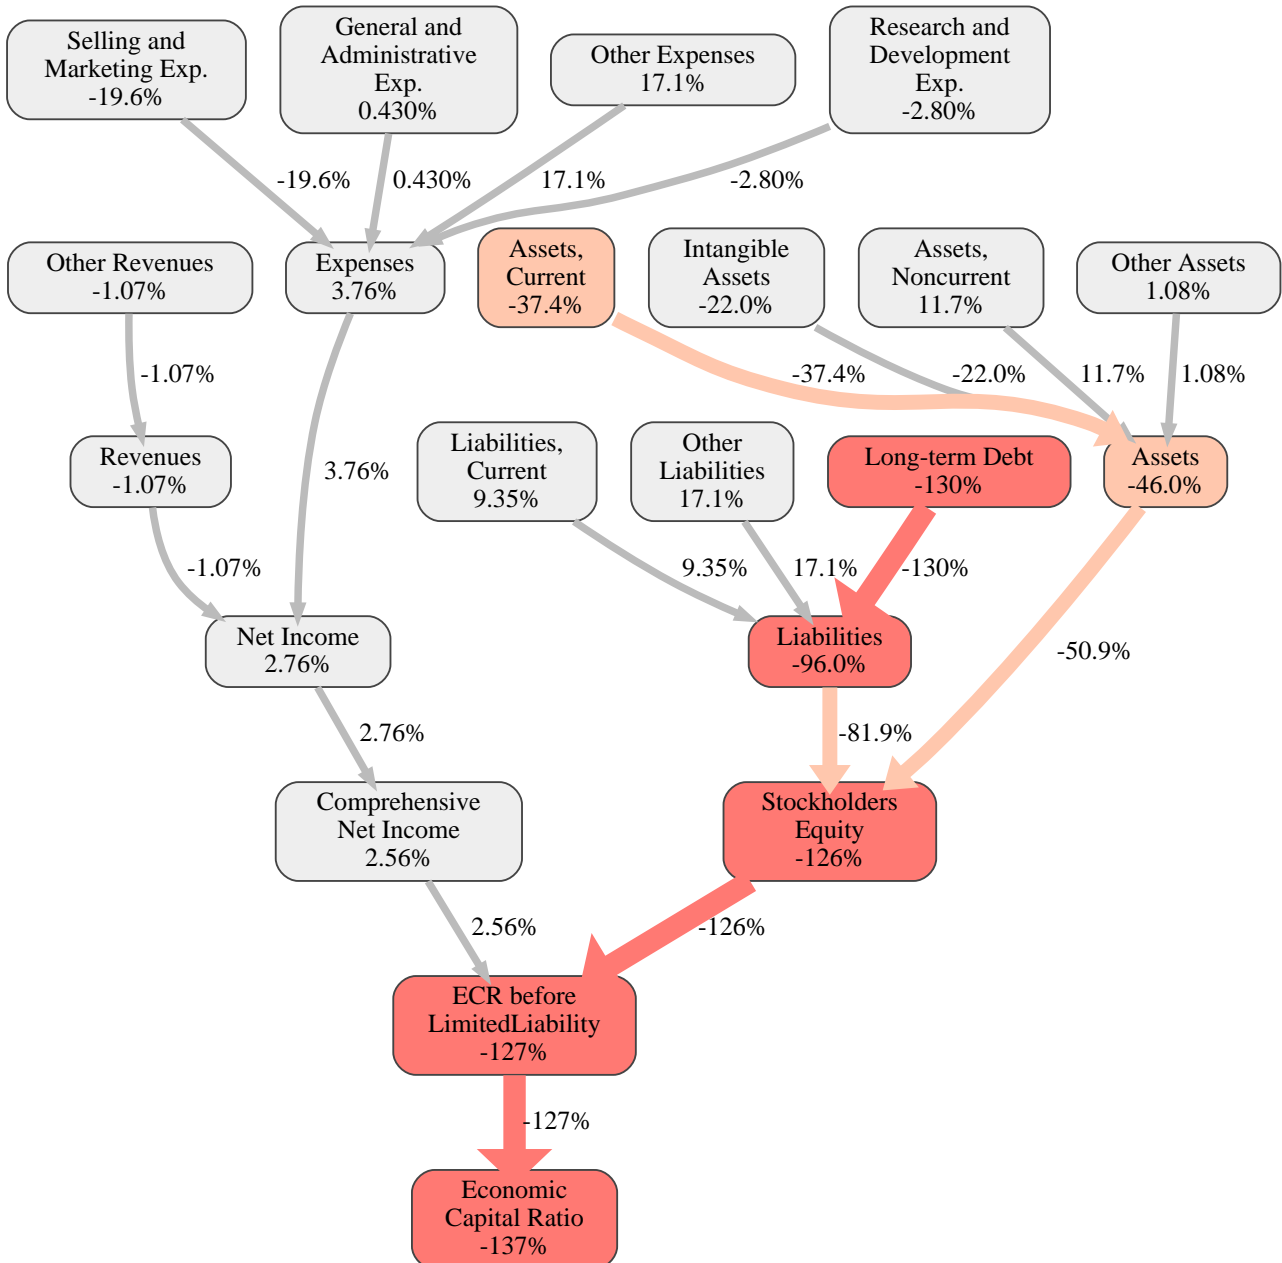 Selling and
Marketing Exp.
-19.6%
General and
Administrative
Exp.
0.430%
Other Expenses
17.1%
Research and
Development
Exp.
-2.80%
-19.6%
0.430%
17.1%
-2.80%
Other Revenues
-1.07%
Expenses
3.76%
Assets,
Current
-37.4%
Intangible
Assets
-22.0%
Assets,
Noncurrent
11.7%
Other Assets
1.08%
-1.07%
-37.4%
-22.0%
11.7%
1.08%
Revenues
-1.07%
3.76%
Liabilities,
Current
9.35%
Other
Liabilities
17.1%
Long-term Debt
-130%
Assets
-46.0%
-1.07%
9.35%
17.1%
-130%
Net Income
2.76%
Liabilities
-96.0%
-50.9%
2.76%
-81.9%
Comprehensive
Net Income
2.56%
Stockholders
Equity
-126%
2.56%
-126%
ECR before
LimitedLiability
-127%
-127%
Economic
Capital Ratio
-137%